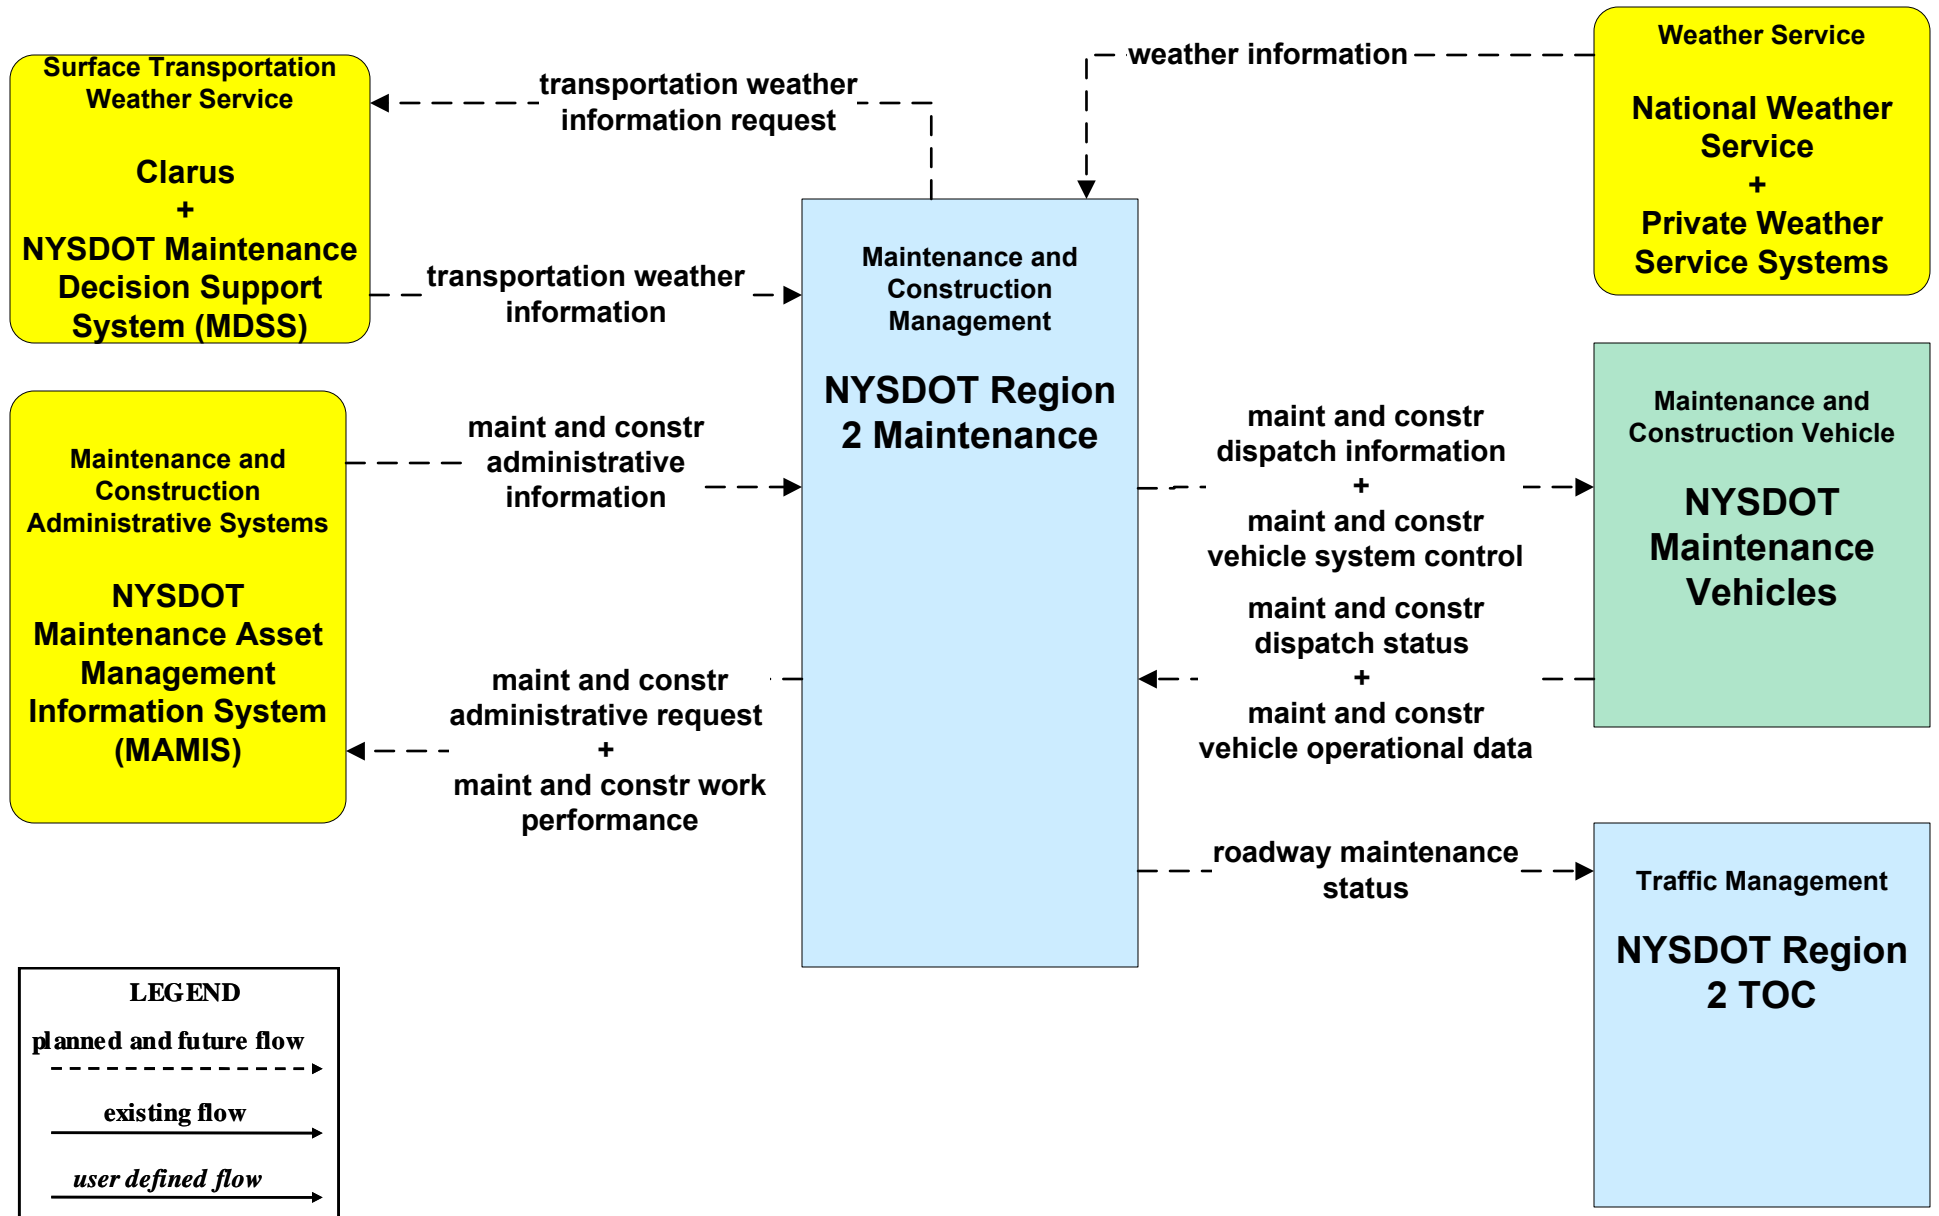 Surface Transportation
Weather Service
Clarus
+
NYSDOT Maintenance
Decision Support
System (MDSS)
transportation weather
information request
weather information
Weather Service
National Weather
Service
+
Private Weather
Service Systems
transportation weather
information
Maintenance and
Construction
Management
NYSDOT Region
2 Maintenance
Maintenance and
Construction
Administrative Systems
NYSDOT
Maintenance Asset
Management
Information System
(MAMIS)
maint and constr
administrative
information
maint and constr
administrative request
+
maint and constr work
performance
maint and constr
dispatch information
+
maint and constr
vehicle system control
maint and constr
dispatch status
+
maint and constr
vehicle operational data
Maintenance and
Construction Vehicle
NYSDOT
Maintenance
Vehicles
roadway maintenance
status
Traffic Management
NYSDOT Region
2 TOC
LEGEND
planned and future flow
existing flow
user defined flow